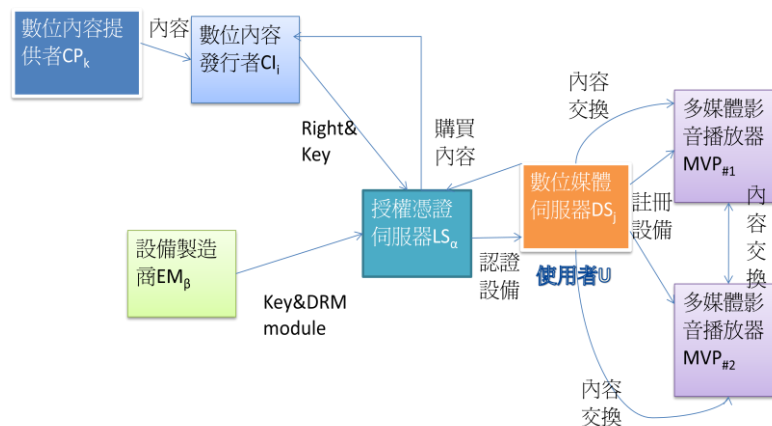 數位內容提
供者CPk
內容
數位內容
發行者CIi
Right&
Key
購買
內容
內容
交換
多媒體影
音播放器
MVP#1
授權憑證
伺服器LSα
數位媒體
伺服器DSj
註冊
設備
內容交換
設備製造
商EMβ
Key&DRM
module
認證
設備
使用者U
多媒體影
音播放器
MVP#2
內容
交換